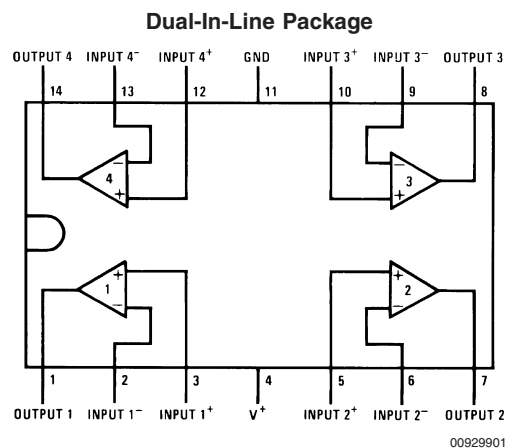 Dual-In-Line Package
OUTPUT 4 INPUT 4⁻ INPUT 4⁺ GND INPUT 3⁺ INPUT 3⁻ OUTPUT 3
14 13 12 11 10 9 8
− −
4 3
+ +
+ +
1 2
− −
1 2 3 4 5 6 7
OUTPUT 1 INPUT 1⁻ INPUT 1⁺ V⁺ INPUT 2⁺ INPUT 2⁻ OUTPUT 2
00929901